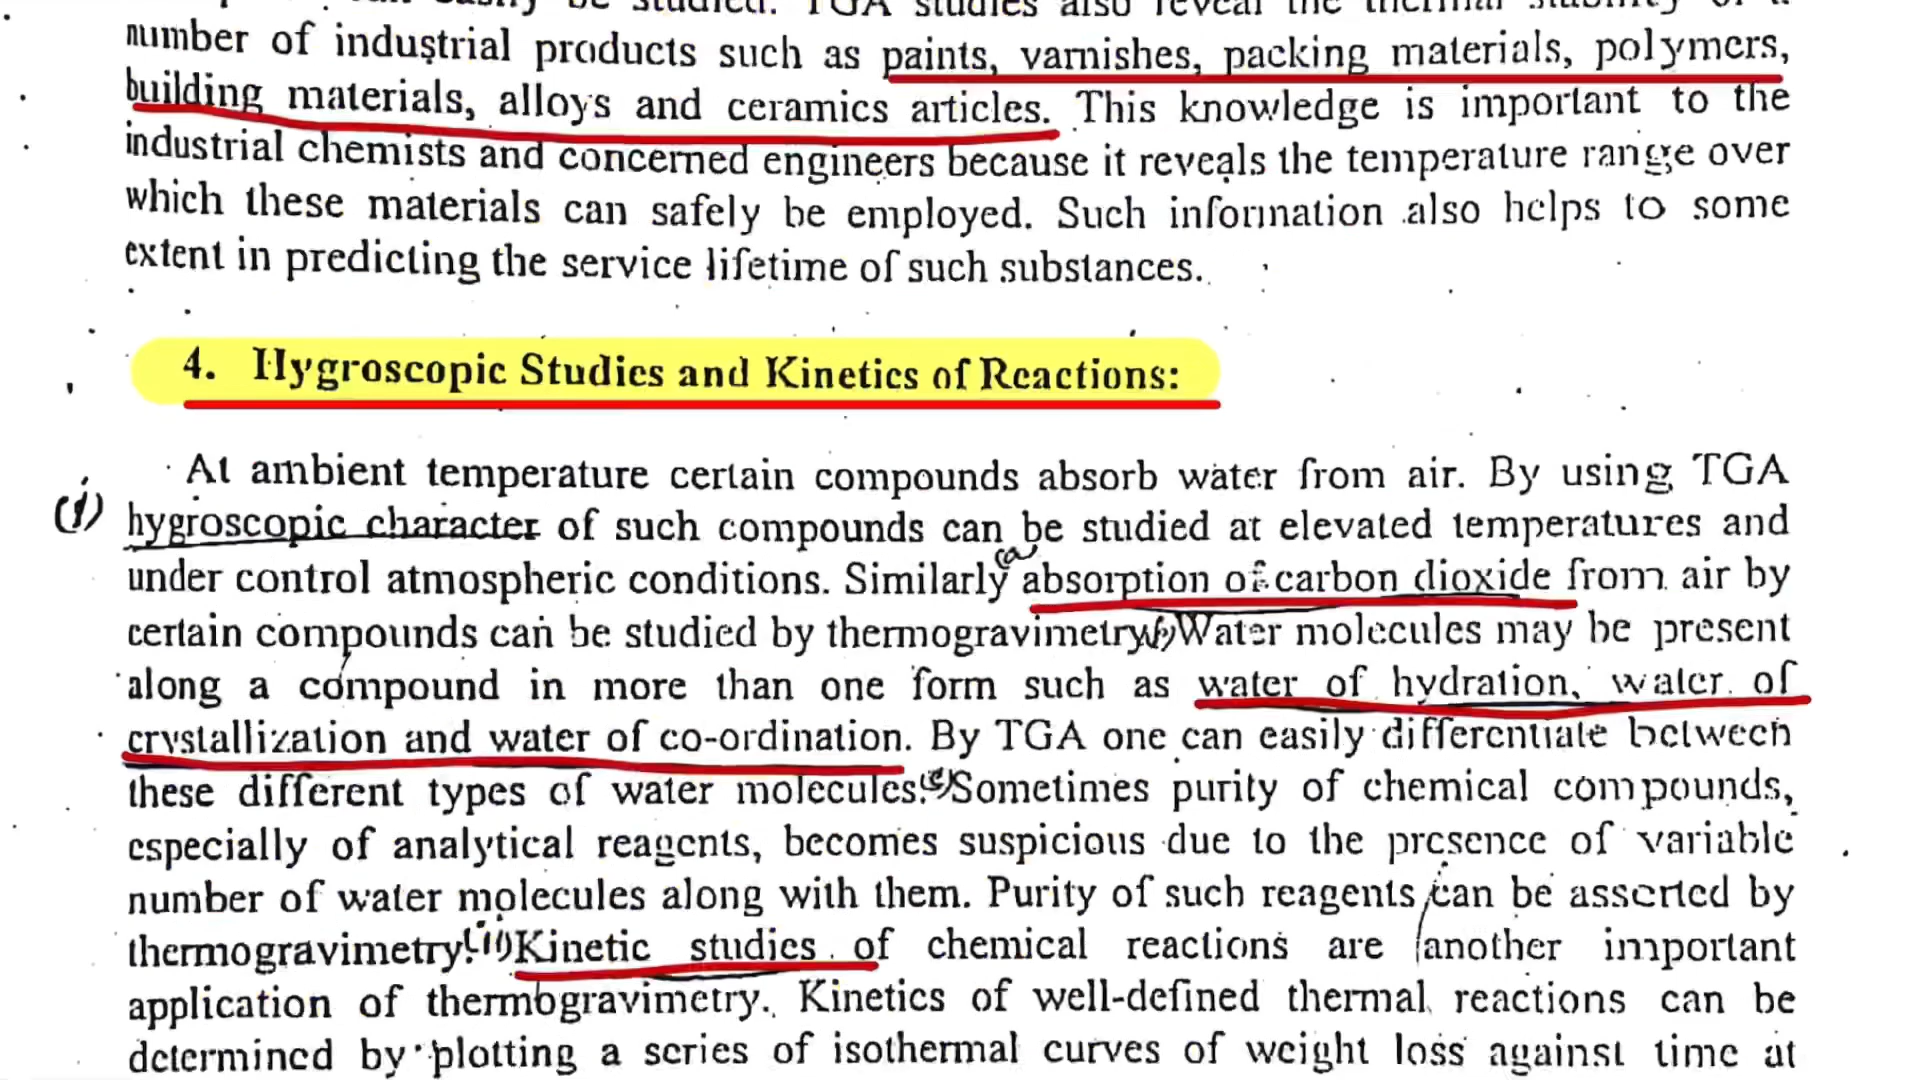 be studied. TGA studies also reveal the thermal stability of a
number of industrial products such as paints, varnishes, packing materials, polymers,
building materials, alloys and ceramics articles. This knowledge is important to the
industrial chemists and concerned engineers because it reveals the temperature range over
which these materials can safely be employed. Such information also helps to some
extent in predicting the service lifetime of such substances.
4. Hygroscopic Studies and Kinetics of Reactions:
At ambient temperature certain compounds absorb water from air. By using TGA
(i) hygroscopic character of such compounds can be studied at elevated temperatures and
under control atmospheric conditions. Similarly absorption of carbon dioxide from air by
certain compounds can be studied by thermogravimetry. Water molecules may be present
along a compound in more than one form such as water of hydration, water of
crystallization and water of co-ordination. By TGA one can easily differentiate between
these different types of water molecules. Sometimes purity of chemical compounds,
especially of analytical reagents, becomes suspicious due to the presence of variable
number of water molecules along with them. Purity of such reagents can be asserted by
thermogravimetry. Kinetic studies of chemical reactions are another important
application of thermogravimetry. Kinetics of well-defined thermal reactions can be
determined by plotting a series of isothermal curves of weight loss against time at